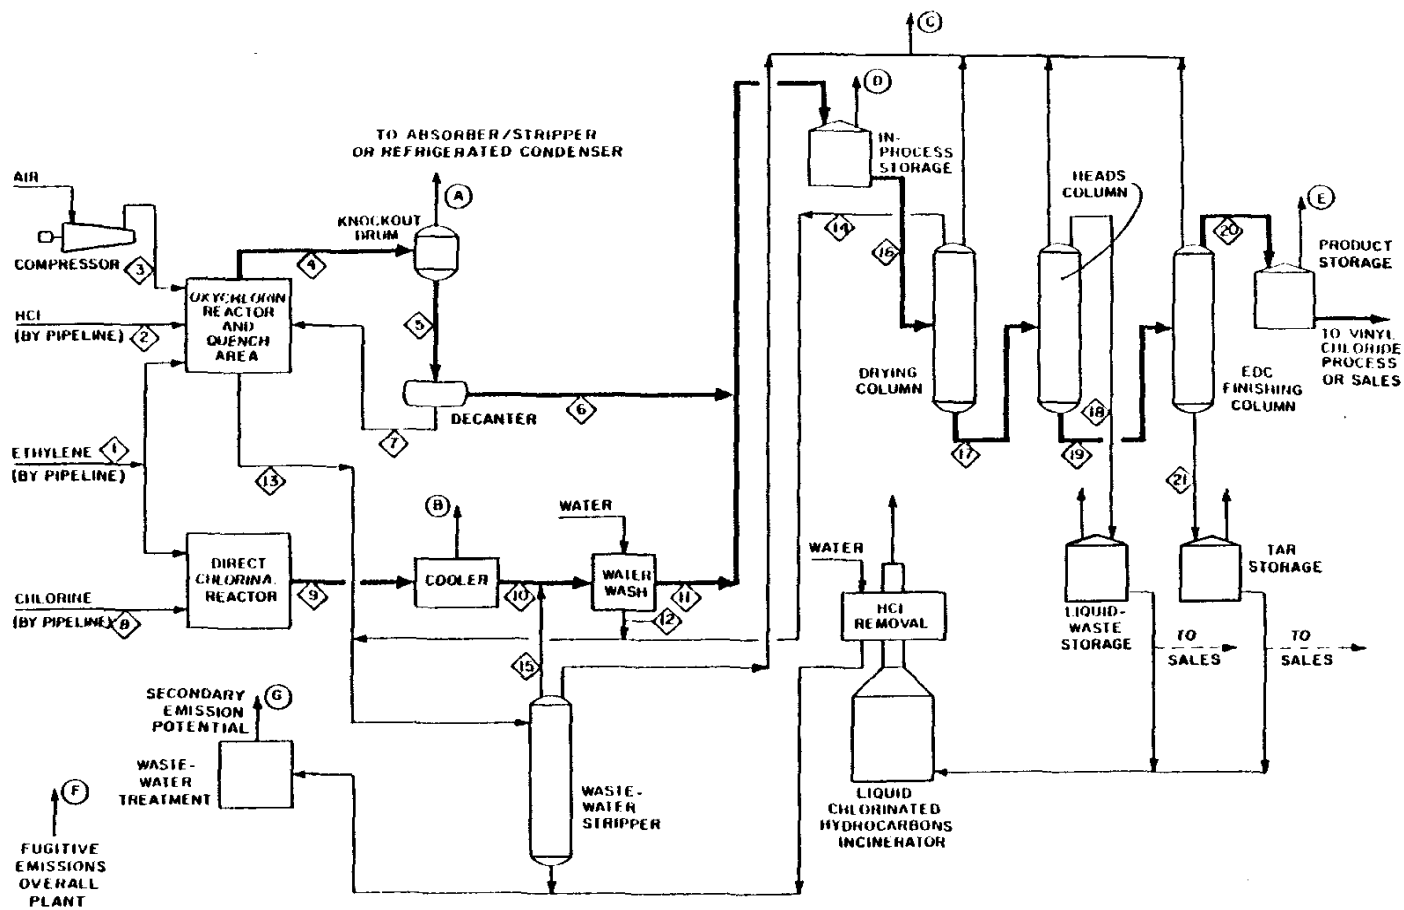 C
D
TO ABSORBER/STRIPPER
OR REFRIGERATED CONDENSER
IN-
PROCESS
STORAGE
HEADS
COLUMN
AIR
A
KNOCKOUT
DRUM
E
14
20
PRODUCT
STORAGE
COMPRESSOR
3
4
16
OXYCHLORIN
REACTOR
AND
QUENCH
AREA
HCl
(BY PIPELINE)
2
5
TO VINYL
CHLORIDE
PROCESS
OR SALES
DRYING
COLUMN
EDC
FINISHING
COLUMN
DECANTER
6
7
18
17
19
ETHYLENE
1
(BY PIPELINE)
13
21
B
WATER
WATER
DIRECT
CHLORINA.
REACTOR
COOLER
WATER
WASH
9
10
11
12
TAR
STORAGE
CHLORINE
(BY PIPELINE)
8
HCl
REMOVAL
LIQUID-
WASTE
STORAGE
TO
SALES
TO
SALES
15
SECONDARY
EMISSION
POTENTIAL
G
WASTE-
WATER
TREATMENT
WASTE-
WATER
STRIPPER
LIQUID
CHLORINATED
HYDROCARBONS
INCINERATOR
F
FUGITIVE
EMISSIONS
OVERALL
PLANT